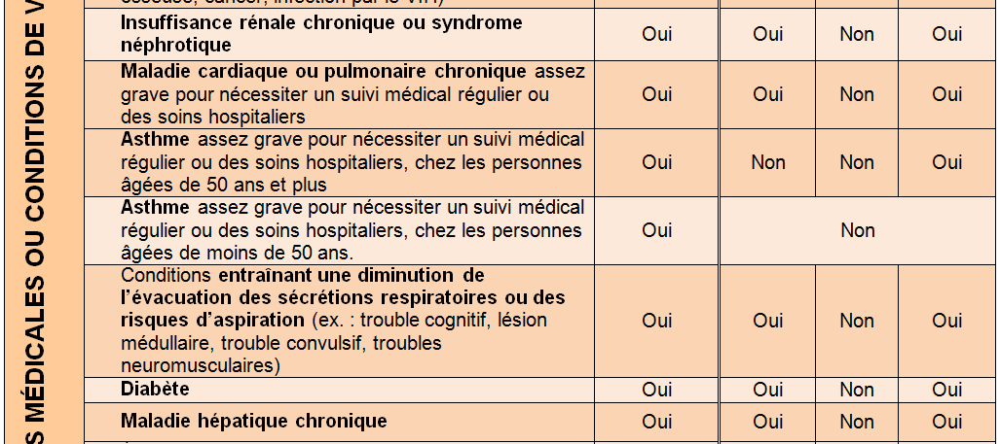 osseuse, cancer, infection par le VIH)
S MÉDICALES OU CONDITIONS DE V
Insuffisance rénale chronique ou syndrome
néphrotique
Oui Oui Non Oui
Maladie cardiaque ou pulmonaire chronique assez
grave pour nécessiter un suivi médical régulier ou
des soins hospitaliers
Oui Oui Non Oui
Asthme assez grave pour nécessiter un suivi médical
régulier ou des soins hospitaliers, chez les personnes
âgées de 50 ans et plus
Oui Non Non Oui
Asthme assez grave pour nécessiter un suivi médical
régulier ou des soins hospitaliers, chez les personnes
âgées de moins de 50 ans.
Oui Non
Conditions entraînant une diminution de
l’évacuation des sécrétions respiratoires ou des
risques d’aspiration (ex. : trouble cognitif, lésion
médullaire, trouble convulsif, troubles
neuromusculaires)
Oui Oui Non Oui
Diabète Oui Oui Non Oui
Maladie hépatique chronique Oui Oui Non Oui